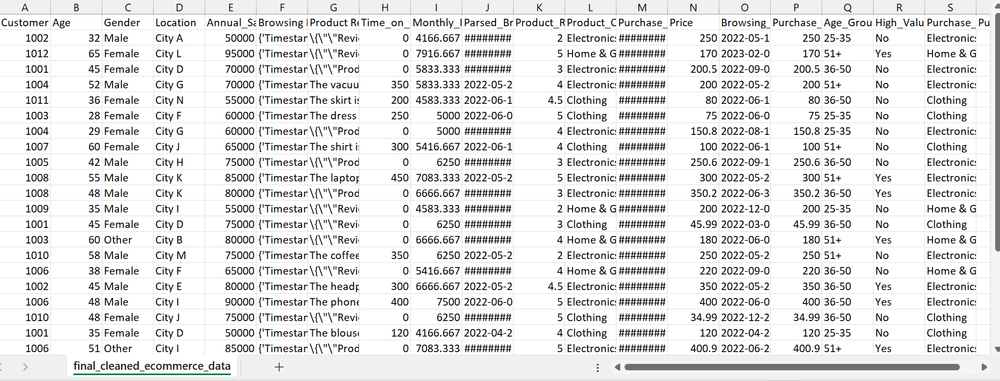 A B C D E F G H I J K L M N O P Q R S
Customer Age Gender Location Annual_Sa Browsing Product Re Time_on_ Monthly_I Parsed_Br Product_R Product_C Purchase_ Price Browsing_ Purchase_ Age_Grou High_Valu Purchase_ Pu
1002 32 Male City A 50000 {'Timestar \{\"\"Revi 0 4166.667 ######## 2 Electronics ######## 250 2022-05-1 250 25-35 No Electronics
1012 65 Female City L 95000 {'Timestar \{\"\"Revi 0 7916.667 ######## 5 Home & G ######## 170 2023-02-0 170 51+ Yes Home & G
1001 45 Female City D 70000 {'Timestar \{\"\"Prod 0 5833.333 ######## 3 Electronics ######## 200.5 2022-09-0 200.5 36-50 No Electronics
1004 52 Male City G 70000 {'Timestar The vacuu 350 5833.333 2022-05-2 4 Electronics ######## 200 2022-05-2 200 51+ No Electronics
1011 36 Female City N 55000 {'Timestar The skirt is 200 4583.333 2022-06-1 4.5 Clothing ######## 80 2022-06-1 80 36-50 No Clothing
1003 28 Female City F 60000 {'Timestar The dress 250 5000 2022-06-0 5 Clothing ######## 75 2022-06-0 75 25-35 No Clothing
1004 29 Female City G 60000 {'Timestar \{\"\"Prod 0 5000 ######## 4 Electronics ######## 150.8 2022-08-1 150.8 25-35 No Electronics
1007 60 Female City J 65000 {'Timestar The shirt is 300 5416.667 2022-06-1 4 Clothing ######## 100 2022-06-1 100 51+ No Clothing
1005 42 Male City H 75000 {'Timestar \{\"\"Prod 0 6250 ######## 3 Electronics ######## 250.6 2022-09-1 250.6 36-50 No Electronics
1008 55 Male City K 85000 {'Timestar The laptop 450 7083.333 2022-05-2 5 Electronics ######## 300 2022-05-2 300 51+ Yes Electronics
1008 48 Male City K 80000 {'Timestar \{\"\"Prod 0 6666.667 ######## 3 Electronics ######## 350.2 2022-06-3 350.2 36-50 Yes Electronics
1009 35 Male City I 55000 {'Timestar \{\"\"Revi 0 4583.333 ######## 2 Home & G ######## 200 2022-12-0 200 25-35 No Home & G
1001 45 Female City D 75000 {'Timestar \{\"\"Revi 0 6250 ######## 3 Clothing ######## 45.99 2022-03-0 45.99 36-50 No Clothing
1003 60 Other City B 80000 {'Timestar \{\"\"Revi 0 6666.667 ######## 4 Home & G ######## 180 2022-06-0 180 51+ Yes Home & G
1010 58 Male City M 75000 {'Timestar The coffee 350 6250 2022-05-2 2 Electronics ######## 250 2022-05-2 250 51+ No Electronics
1006 38 Female City F 65000 {'Timestar \{\"\"Revi 0 5416.667 ######## 4 Home & G ######## 220 2022-09-0 220 36-50 No Home & G
1002 45 Male City E 80000 {'Timestar The headp 300 6666.667 2022-05-2 4.5 Electronics ######## 350 2022-05-2 350 36-50 Yes Electronics
1006 48 Male City I 90000 {'Timestar The phone 400 7500 2022-06-0 5 Electronics ######## 400 2022-06-0 400 36-50 Yes Electronics
1010 48 Female City J 75000 {'Timestar \{\"\"Revi 0 6250 ######## 5 Clothing ######## 34.99 2022-12-2 34.99 36-50 No Clothing
1001 35 Female City D 50000 {'Timestar The blouse 120 4166.667 2022-04-2 4 Clothing ######## 120 2022-04-2 120 25-35 No Clothing
1006 51 Other City I 85000 {'Timestar \{\"\"Prod 0 7083.333 ######## 5 Electronics ######## 400.9 2022-06-2 400.9 51+ Yes Electronics
final_cleaned_ecommerce_data